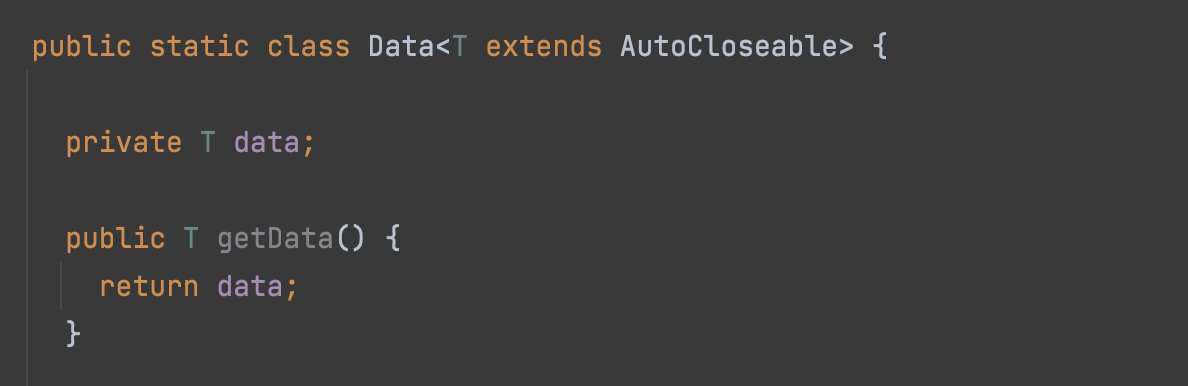 public static class Data<T extends AutoCloseable> {
private T data;
public T getData() {
return data;
}